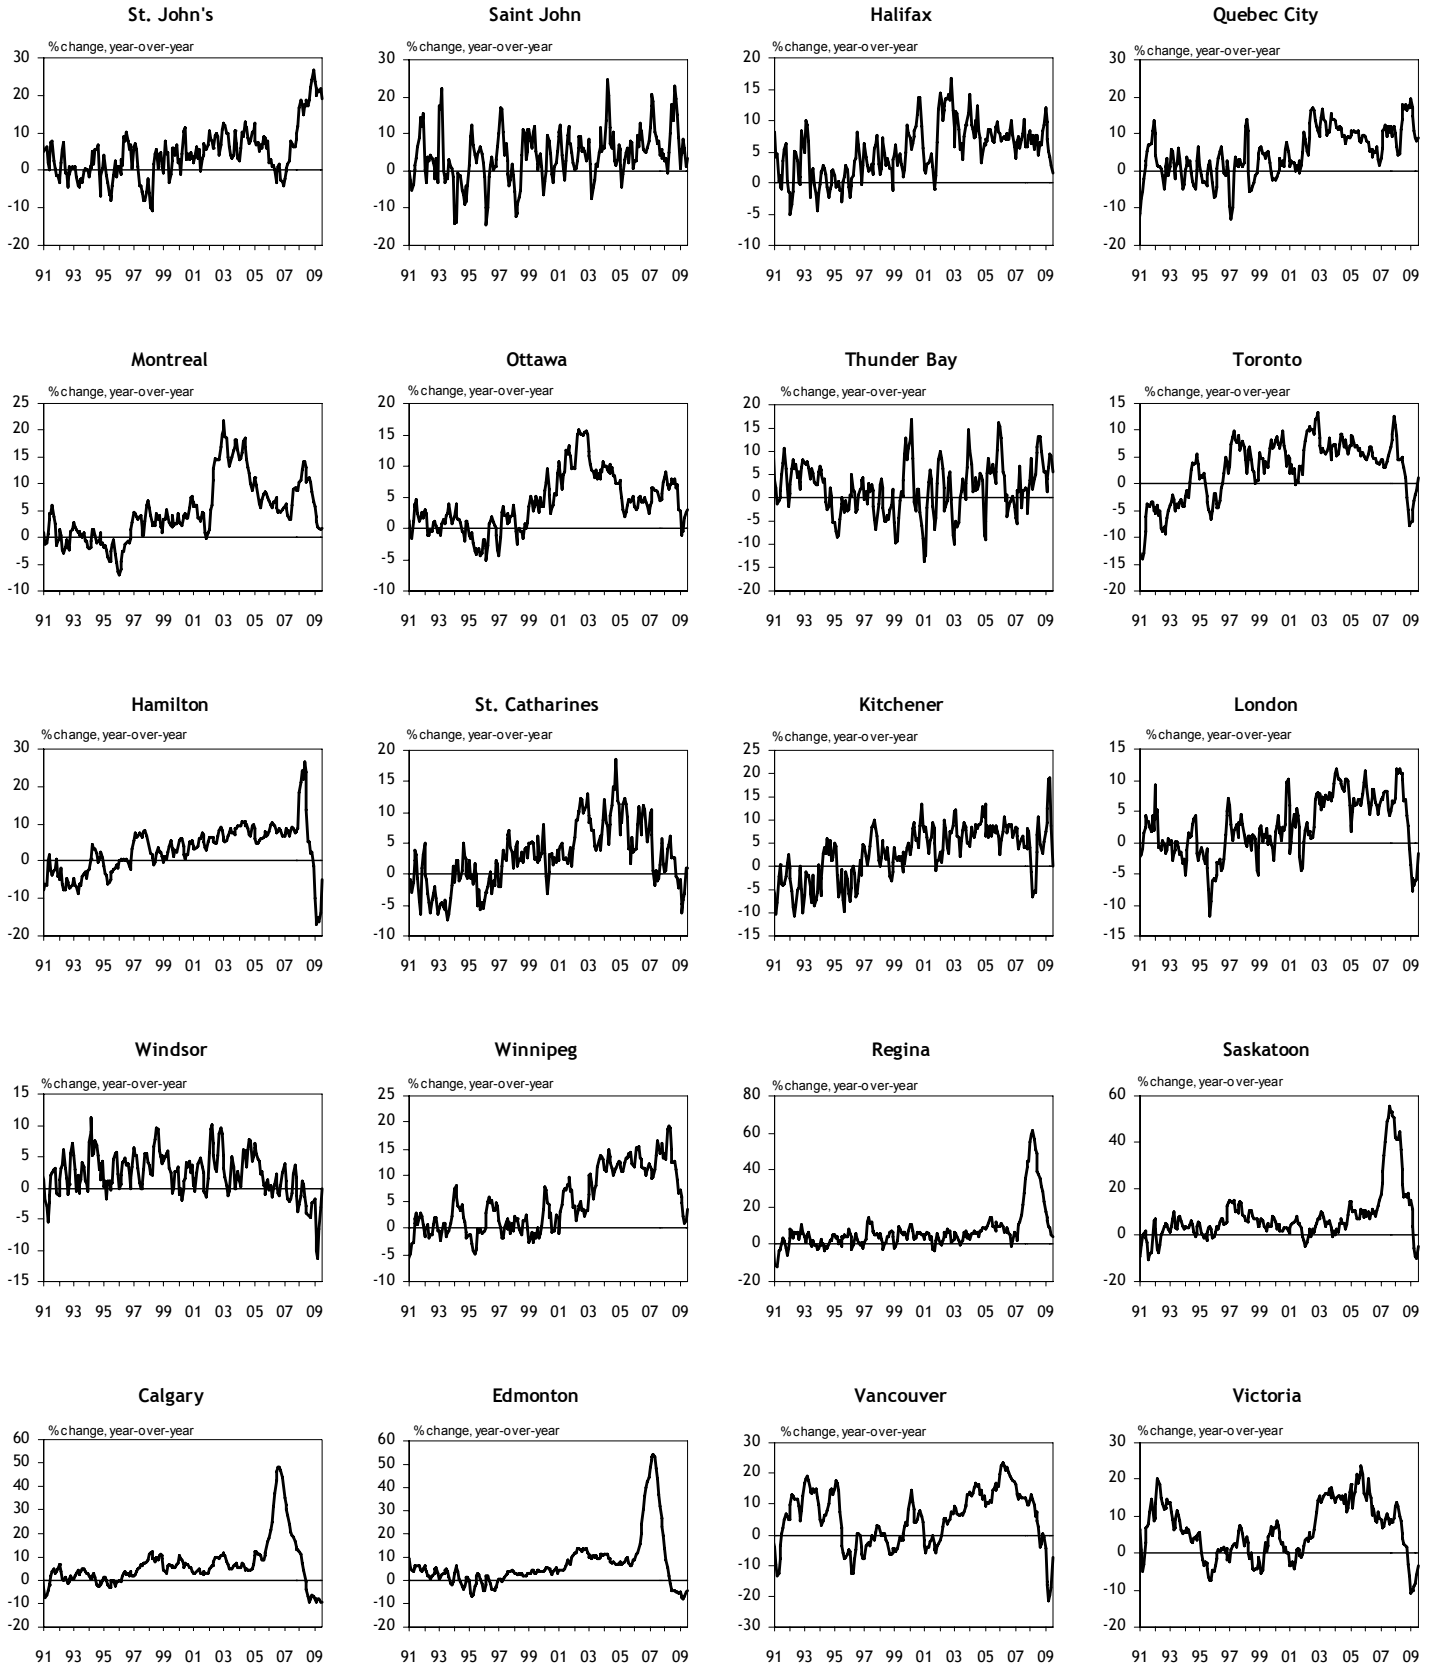 St. John's Saint John Halifax Quebec City
% change, year-over-year % change, year-over-year % change, year-over-year % change, year-over-year
30 30 20 30
20 20 15 20
10 10 10 10
0 0 5 0
-10 -10 0 -10
-20 -20 -5 -20
-10
91 93 95 97 99 01 03 05 07 09 91 93 95 97 99 01 03 05 07 09 91 93 95 97 99 01 03 05 07 09 91 93 95 97 99 01 03 05 07 09
Montreal Ottawa Thunder Bay Toronto
% change, year-over-year % change, year-over-year % change, year-over-year % change, year-over-year
25 20 20 15
20 15 15 10
15 10 10 5
10 5 5 0
5 0 0 -5
0 -5 -5 -10
-5 -10 -10 -15
-10 -15 -20
-20
91 93 95 97 99 01 03 05 07 09 91 93 95 97 99 01 03 05 07 09 91 93 95 97 99 01 03 05 07 09 91 93 95 97 99 01 03 05 07 09
Hamilton St. Catharines Kitchener London
% change, year-over-year % change, year-over-year % change, year-over-year % change, year-over-year
30 20 25 15
20 15 20 10
10 10 15 5
0 5 10 0
-10 0 5 -5
-20 -5 0 -10
-10 -5 -15
-10
-15
91 93 95 97 99 01 03 05 07 09 91 93 95 97 99 01 03 05 07 09 91 93 95 97 99 01 03 05 07 09 91 93 95 97 99 01 03 05 07 09
Windsor Winnipeg Regina Saskatoon
% change, year-over-year % change, year-over-year % change, year-over-year % change, year-over-year
15 25 80 60
10 20 60 40
5 15 40 20
0 10 20 0
-5 5 0 -20
-10 0 -20
-15 -5
-10
91 93 95 97 99 01 03 05 07 09 91 93 95 97 99 01 03 05 07 09 91 93 95 97 99 01 03 05 07 09 91 93 95 97 99 01 03 05 07 09
Calgary Edmonton Vancouver Victoria
% change, year-over-year % change, year-over-year % change, year-over-year % change, year-over-year
60 60 30 30
50 50 20 20
40 40 10 10
30 30 0 0
20 20 -10 -10
10 10 -20 -20
0 0 -30
-10 -10
-20 -20
91 93 95 97 99 01 03 05 07 09 91 93 95 97 99 01 03 05 07 09 91 93 95 97 99 01 03 05 07 09 91 93 95 97 99 01 03 05 07 09